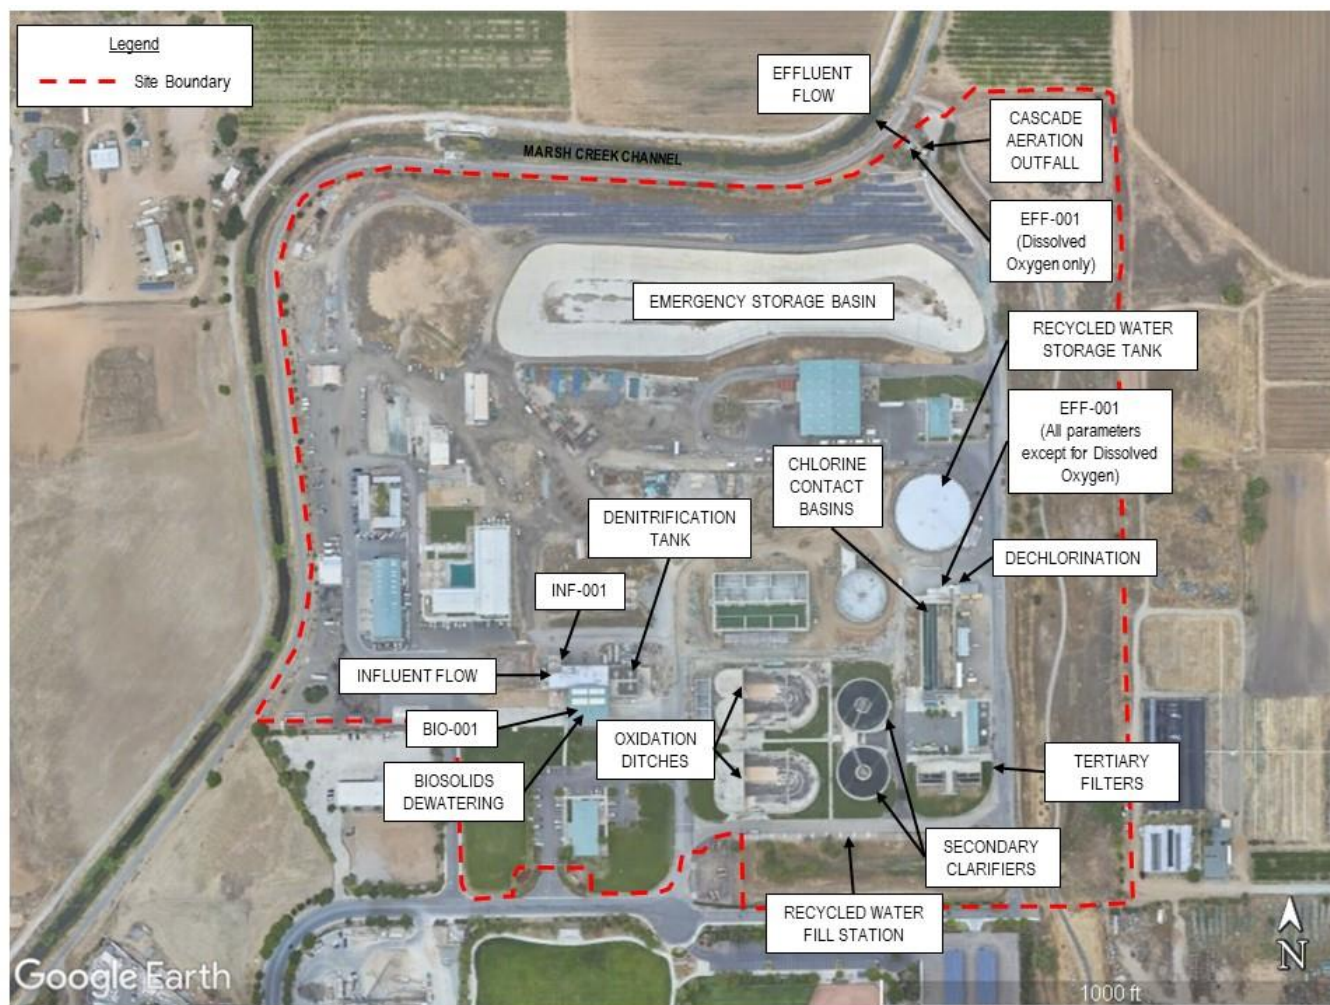 Legend
Site Boundary
EFFLUENT
FLOW
CASCADE
AERATION
OUTFALL
MARSH CREEK CHANNEL
EFF-001
(Dissolved
Oxygen only)
EMERGENCY STORAGE BASIN
RECYCLED WATER
STORAGE TANK
EFF-001
(All parameters
except for Dissolved
Oxygen)
CHLORINE
CONTACT
BASINS
DENITRIFICATION
TANK
DECHLORINATION
INF-001
INFLUENT FLOW
BIO-001
OXIDATION
DITCHES
TERTIARY
FILTERS
BIOSOLIDS
DEWATERING
SECONDARY
CLARIFIERS
RECYCLED WATER
FILL STATION
N
Google Earth
1000 ft